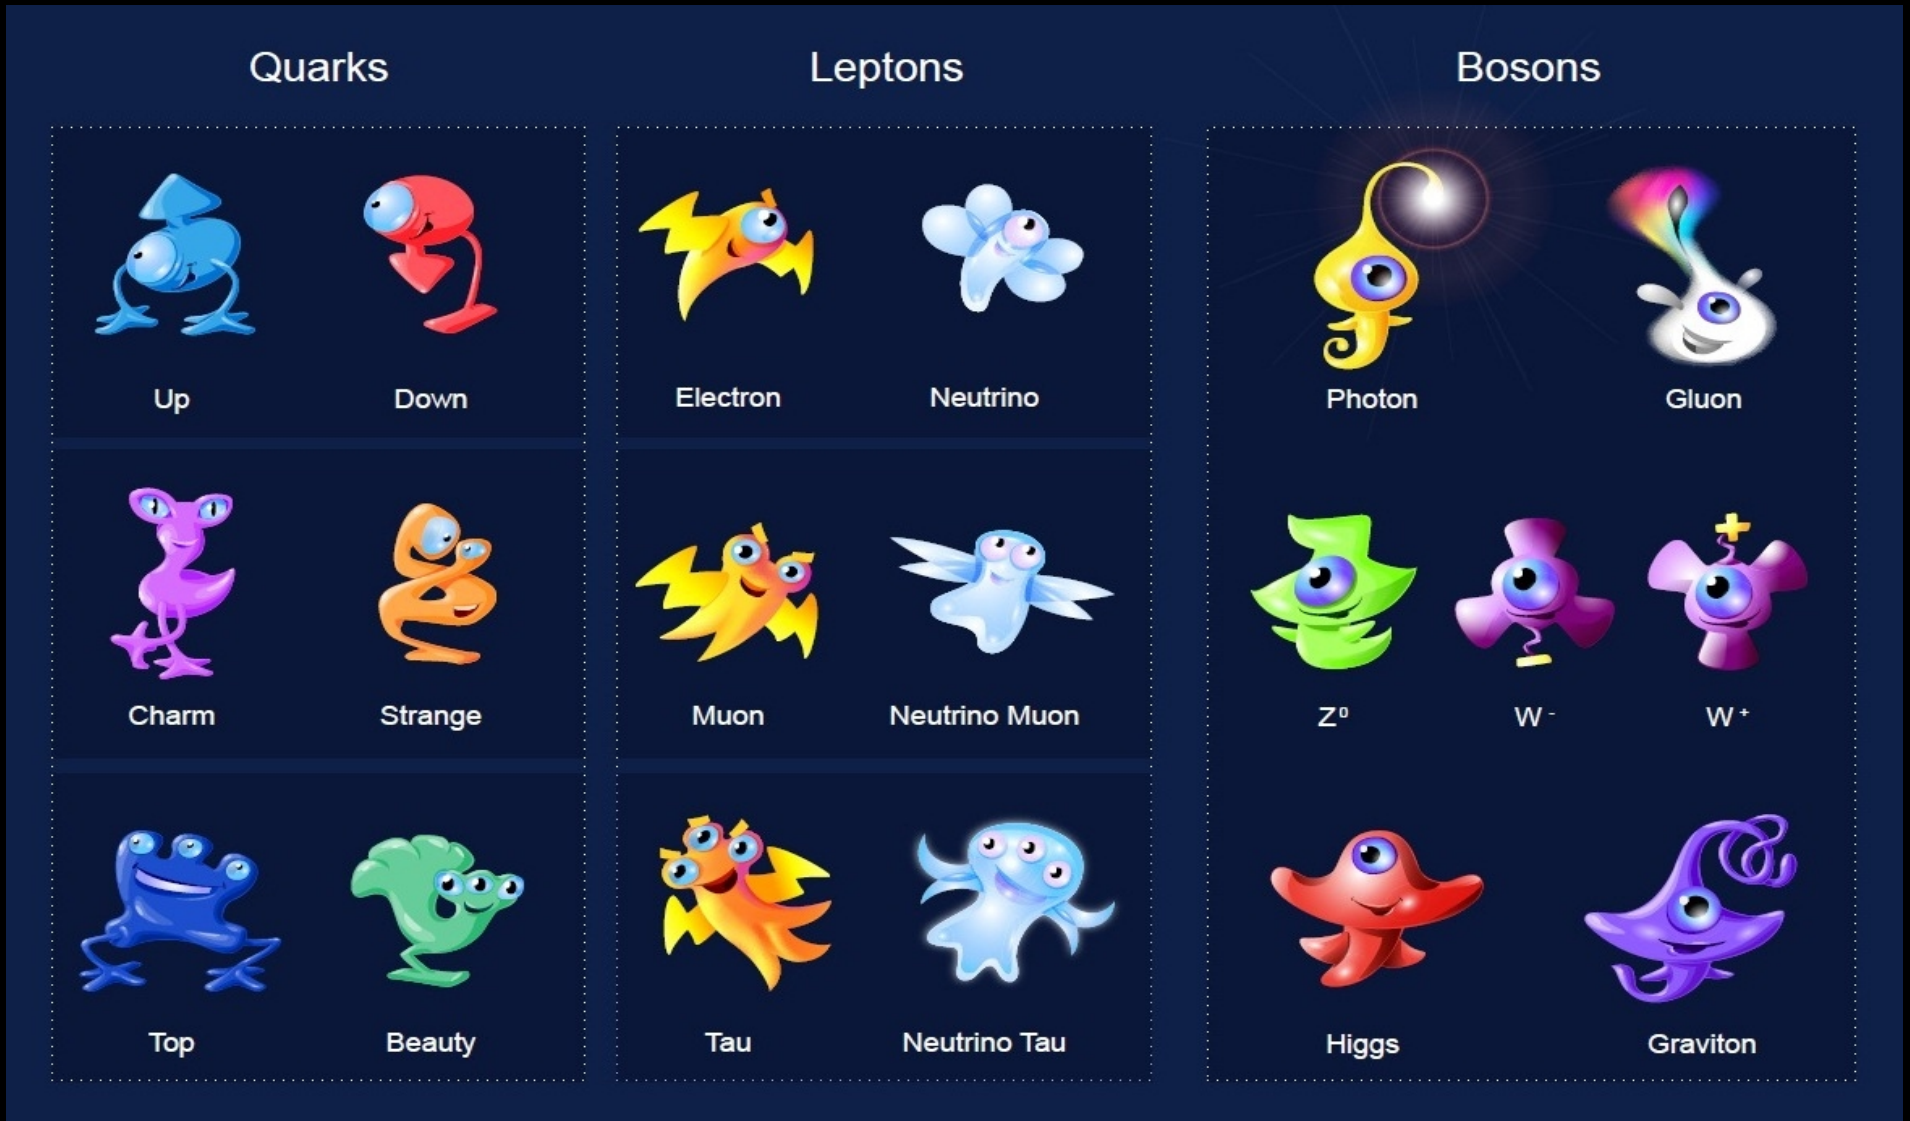 Quarks Leptons Bosons
Up Down Electron Neutrino Photon Gluon
Charm Strange Muon Neutrino Muon Z⁰ W⁻ W⁺
Top Beauty Tau Neutrino Tau Higgs Graviton